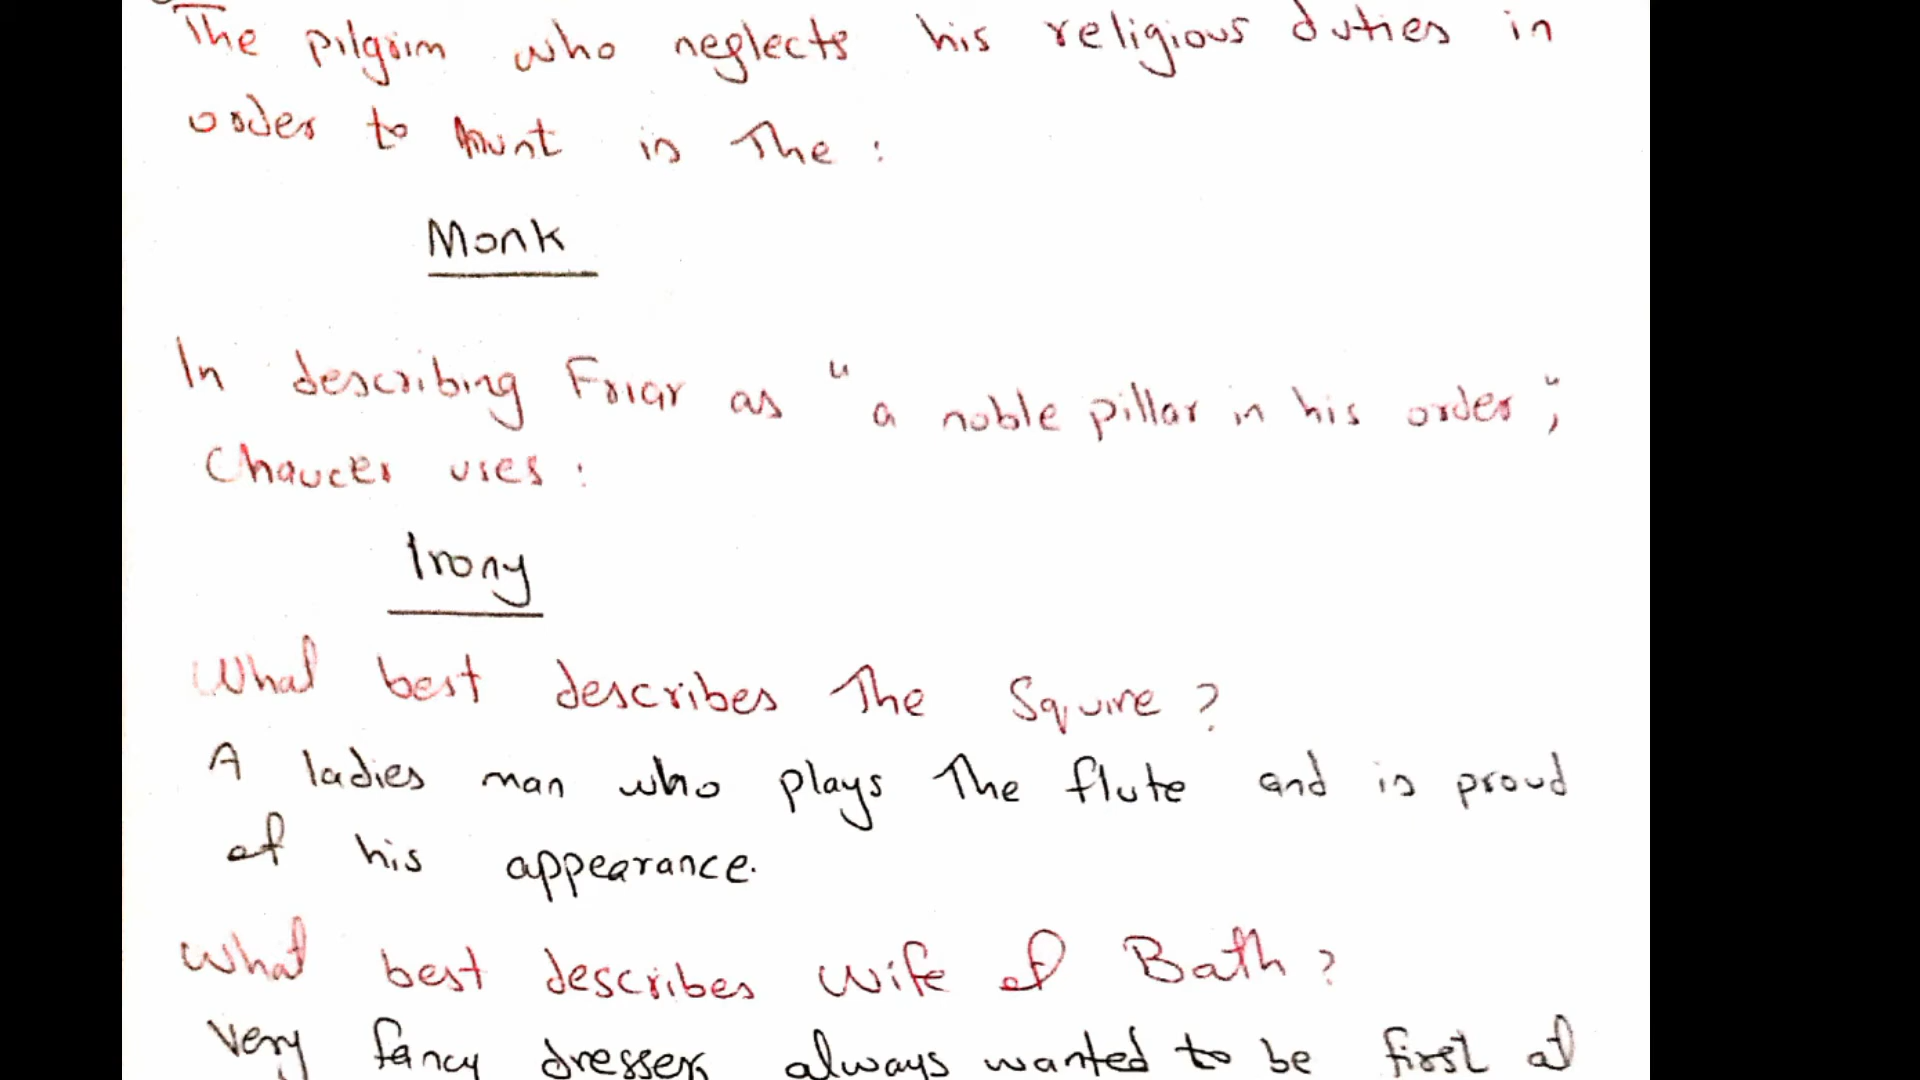 The pilgrim who neglects his religious duties in
order to hunt is the :
Monk
In describing Friar as "a noble pillar in his order",
Chaucer uses :
Irony
What best describes The Squire ?
A ladies man who plays The flute and is proud
of his appearance.
What best describes Wife of Bath ?
Very fancy dresser, always wanted to be first at